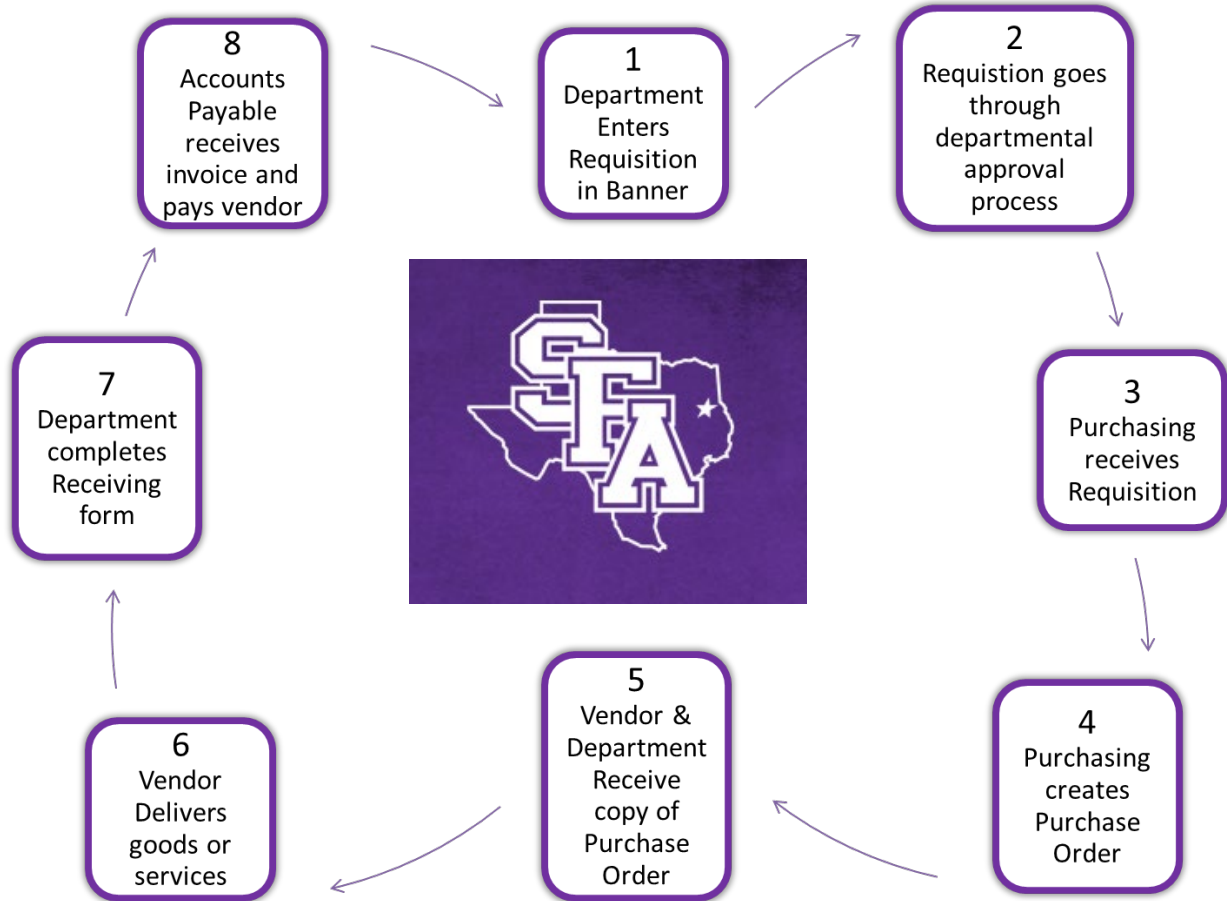 1
Department
Enters
Requisition
in Banner
2
Requistion goes
through
departmental
approval
process
3
Purchasing
receives
Requisition
4
Purchasing
creates
Purchase
Order
5
Vendor &
Department
Receive
copy of
Purchase
Order
6
Vendor
Delivers
goods or
services
7
Department
completes
Receiving
form
8
Accounts
Payable
receives
invoice and
pays vendor
SFA